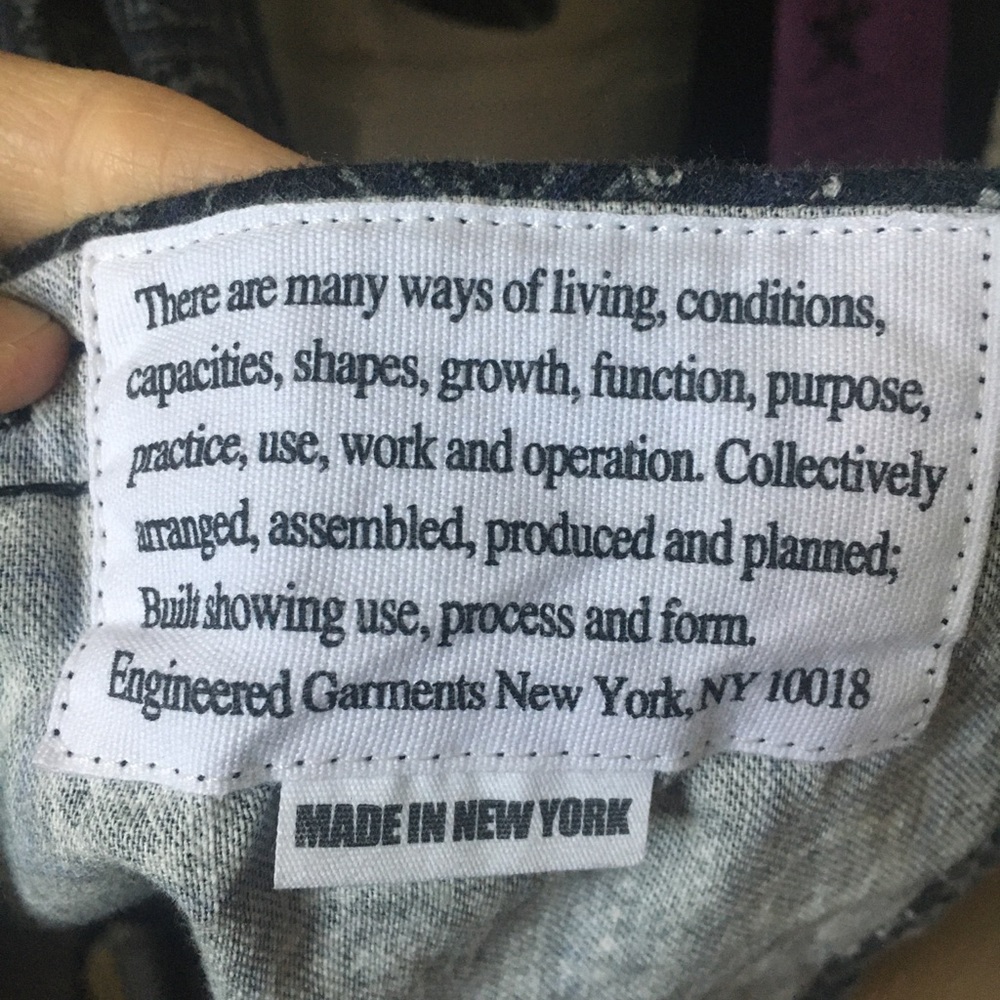 There are many ways of living, conditions,
capacities, shapes, growth, function, purpose,
practice, use, work and operation. Collectively
arranged, assembled, produced and planned;
Built showing use, process and form.
Engineered Garments New York, NY 10018
MADE IN NEW YORK